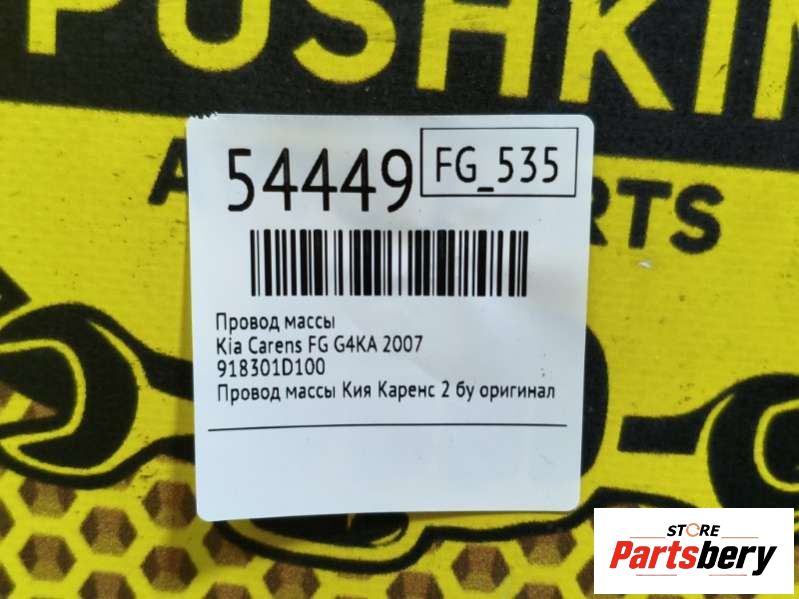 PUSHKIN
54449
FG_535
Провод массы
Kia Carens FG G4KA 2007
918301D100
Провод массы Кия Каренс 2 бу оригинал
STORE
Partsbery